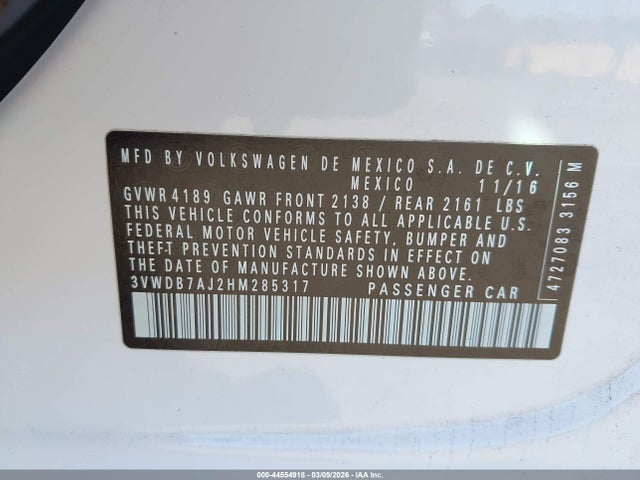 MFD BY VOLKSWAGEN DE MEXICO S.A. DE C.V.
MEXICO 11/16
GVWR 4189 GAWR FRONT 2138 / REAR 2161 LBS
THIS VEHICLE CONFORMS TO ALL APPLICABLE U.S.
FEDERAL MOTOR VEHICLE SAFETY, BUMPER AND
THEFT PREVENTION STANDARDS IN EFFECT ON
THE DATE OF MANUFACTURE SHOWN ABOVE.
3VWDB7AJ2HM285317 PASSENGER CAR
4727083 3156 M
000-44554918 - 03/09/2026 - Copyright IAA, Inc.